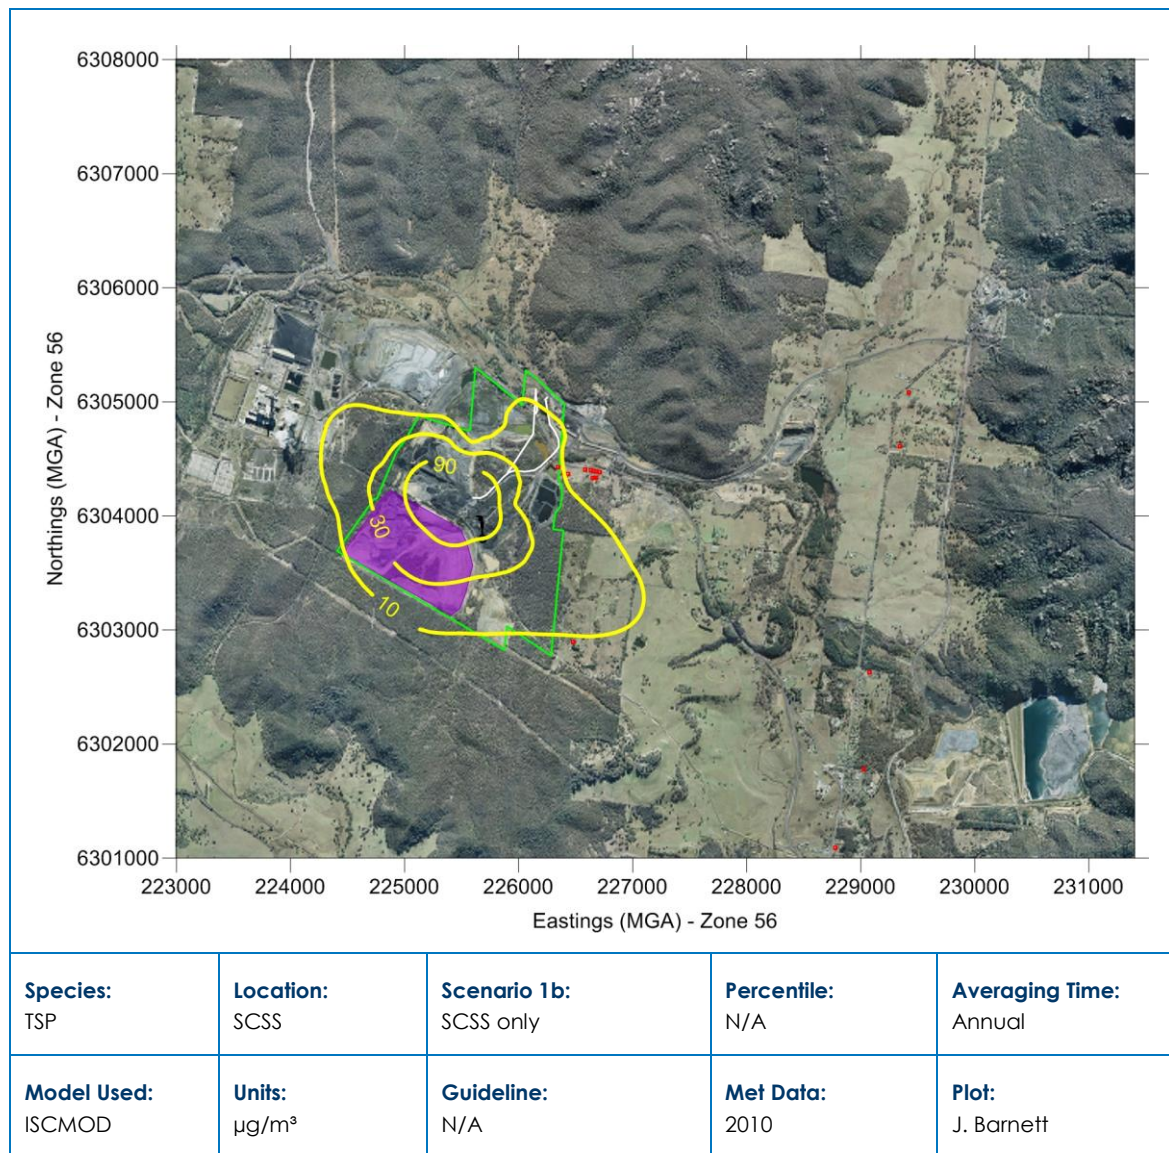 6308000
6307000
6306000
6305000
6304000
6303000
6302000
6301000
Northings (MGA) - Zone 56
90
30
10
223000 224000 225000 226000 227000 228000 229000 230000 231000
Eastings (MGA) - Zone 56
Species: Location: Scenario 1b: Percentile: Averaging Time:
TSP SCSS SCSS only N/A Annual
Model Used: Units: Guideline: Met Data: Plot:
ISCMOD µg/m³ N/A 2010 J. Barnett